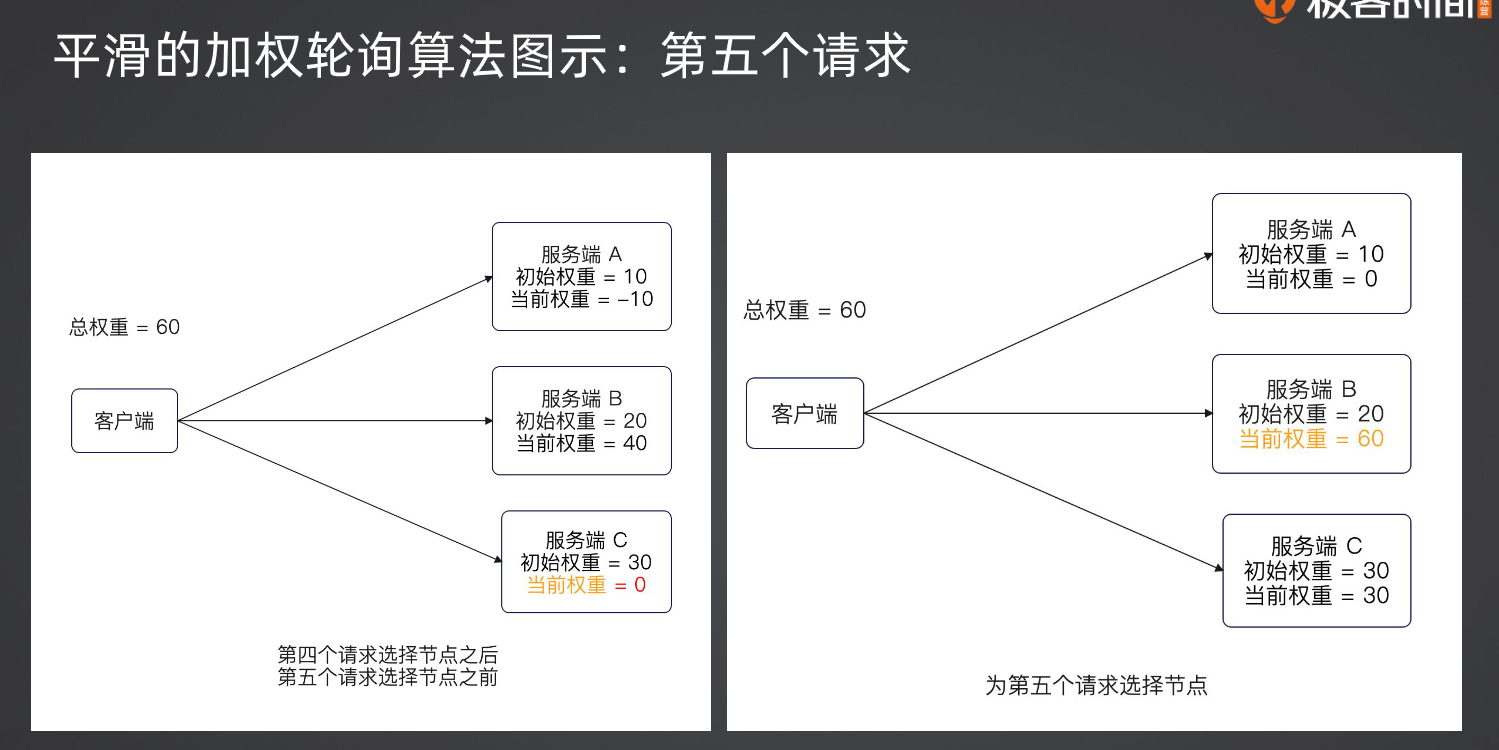 极客时间
平滑的加权轮询算法图示：第五个请求
总权重 = 60
客户端
服务端 A
初始权重 = 10
当前权重 = -10
服务端 B
初始权重 = 20
当前权重 = 40
服务端 C
初始权重 = 30
当前权重 = 0
第四个请求选择节点之后
第五个请求选择节点之前
总权重 = 60
客户端
服务端 A
初始权重 = 10
当前权重 = 0
服务端 B
初始权重 = 20
当前权重 = 60
服务端 C
初始权重 = 30
当前权重 = 30
为第五个请求选择节点